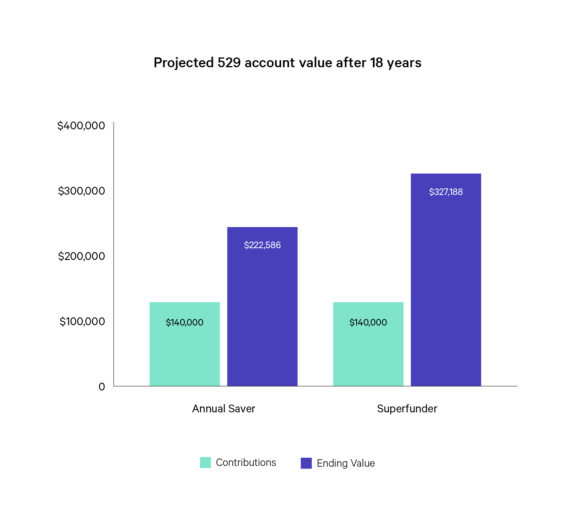 Projected 529 account value after 18 years
$400,000
$300,000
$200,000
$100,000
0
$140,000
$222,586
$140,000
$327,188
Annual Saver
Superfunder
Contributions
Ending Value